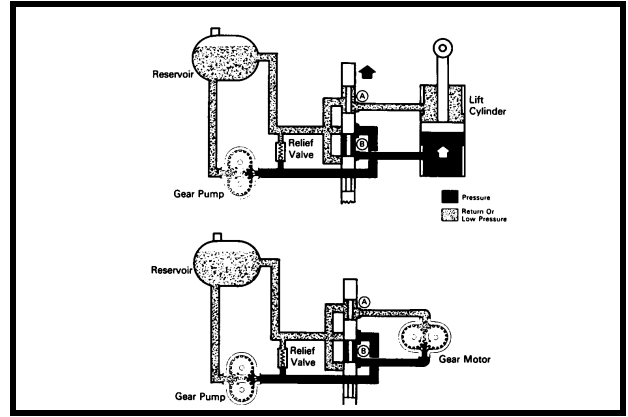 Reservoir
A
Lift
Cylinder
Relief
Valve
B
Gear Pump
Pressure
Return Or
Low Pressure
Reservoir
A
Relief
Valve
B
Gear Motor
Gear Pump